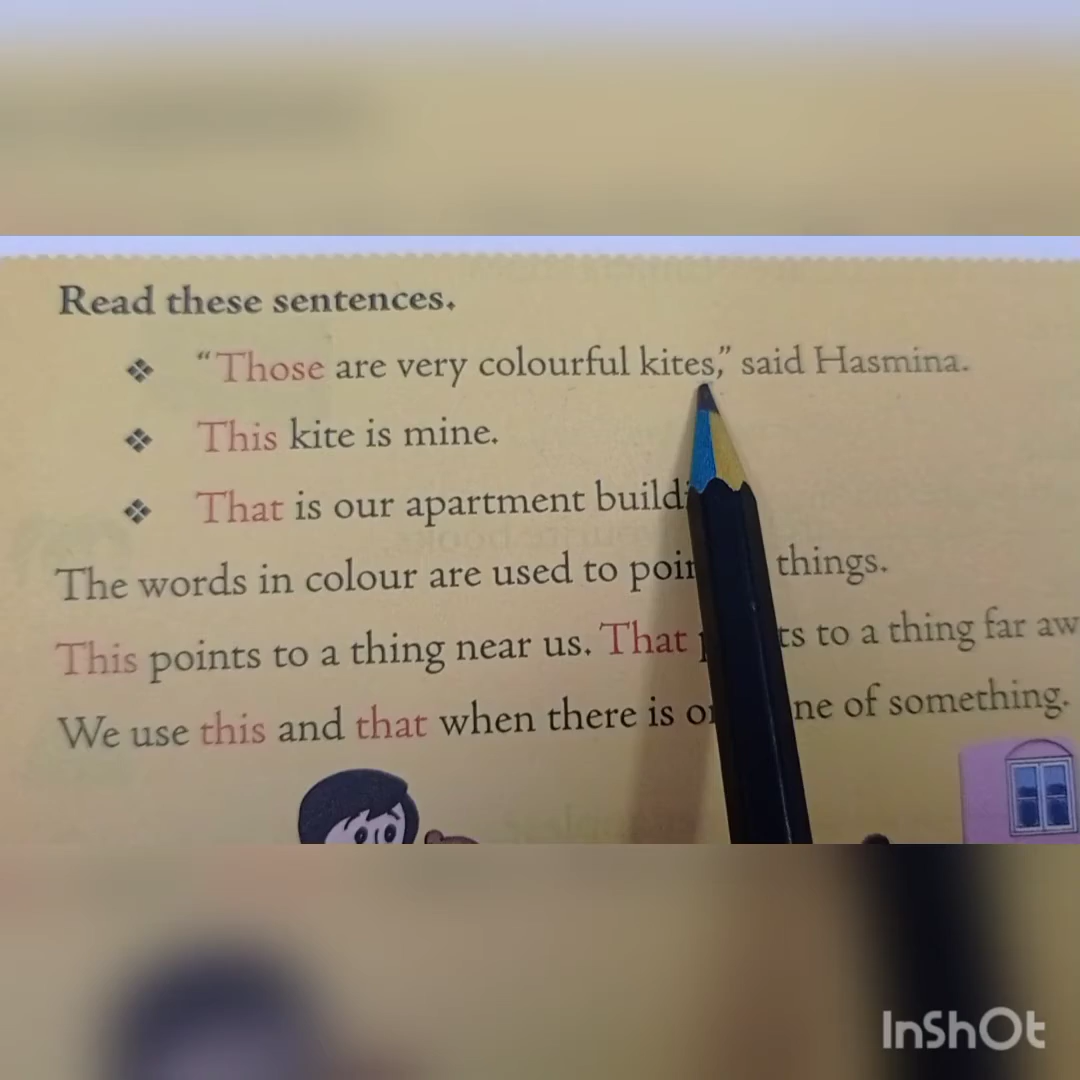 Read these sentences.
❖ “Those are very colourful kites,” said Hasmina.
❖ This kite is mine.
❖ That is our apartment
The words in colour are used to things.
This points to a thing near us. That to a thing far
We use this and that when there is of something.
InShOt